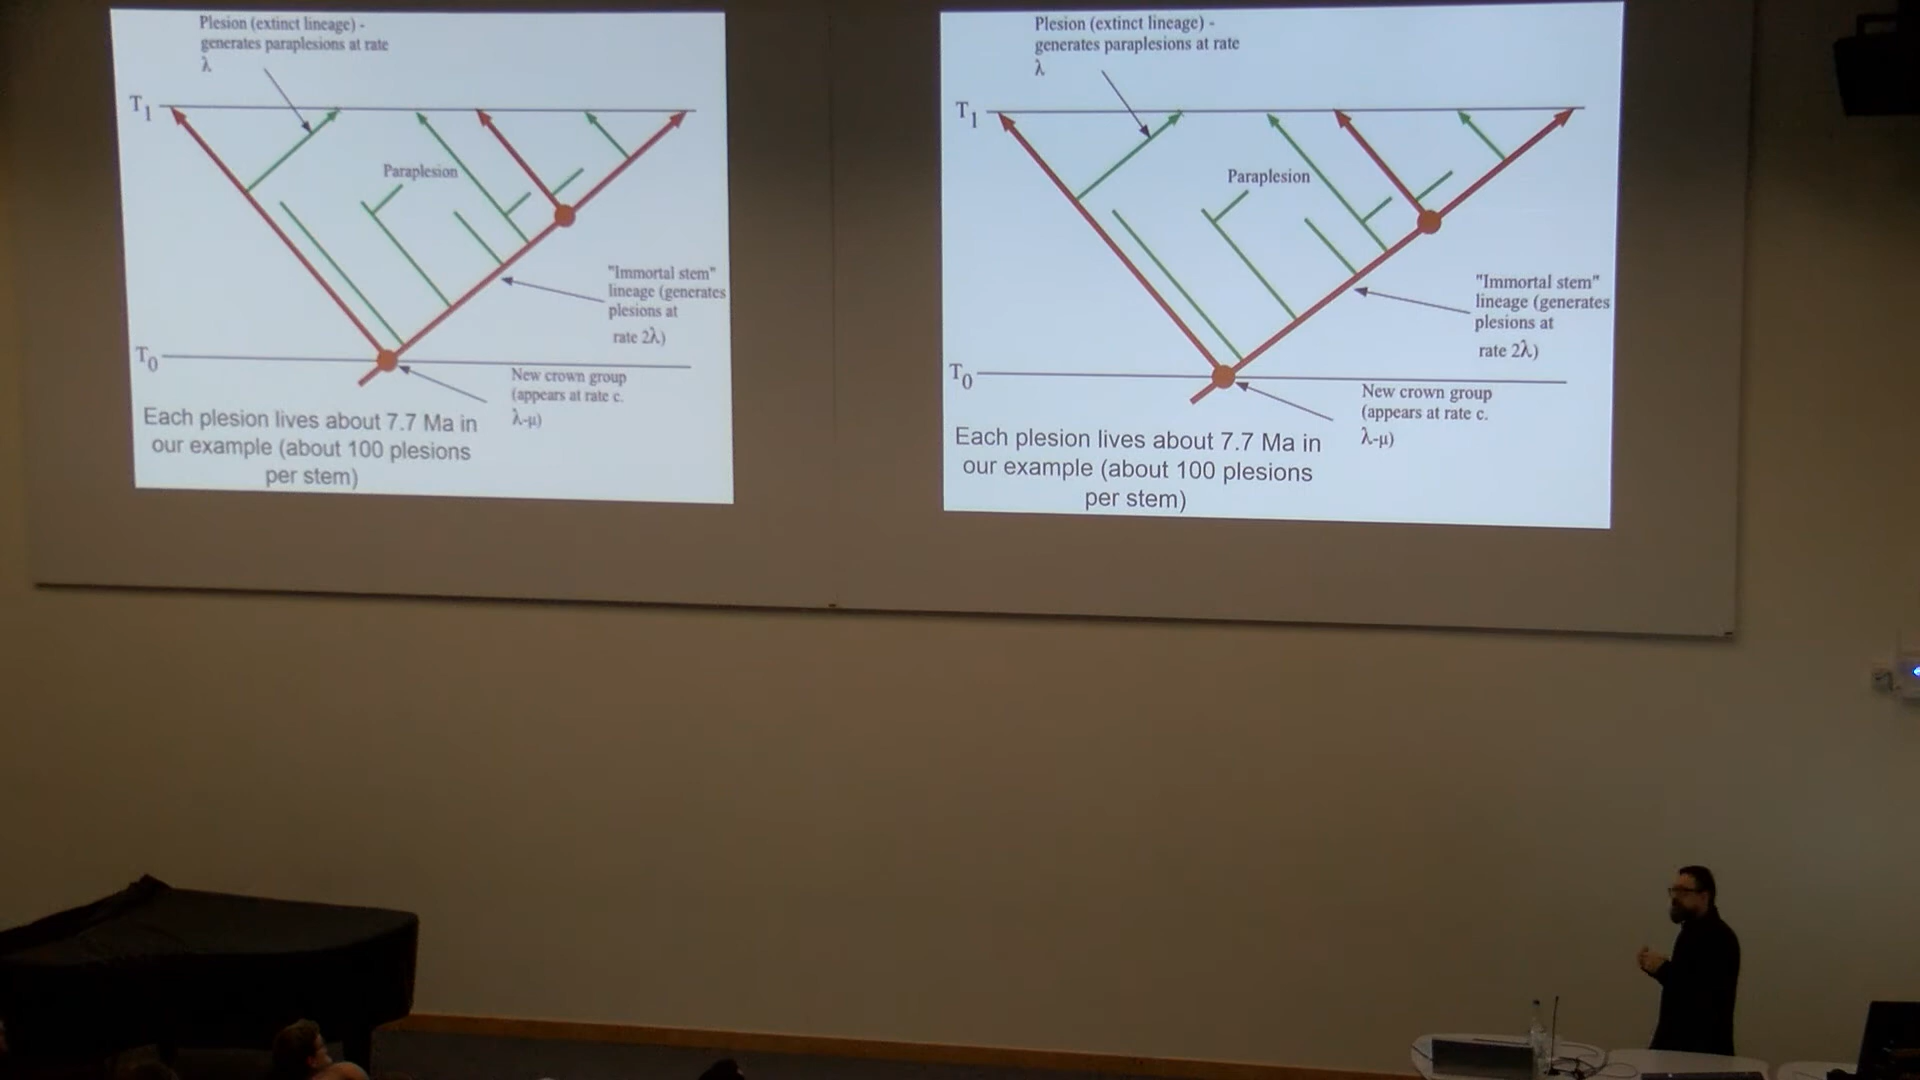 Plesion (extinct lineage) -
generates paraplesions at rate
λ
T1
Paraplesion
"Immortal stem"
lineage (generates
plesions at
rate 2λ)
T0
New crown group
(appears at rate c.
λ-μ)
Each plesion lives about 7.7 Ma in
our example (about 100 plesions
per stem)
Plesion (extinct lineage) -
generates paraplesions at rate
λ
T1
Paraplesion
"Immortal stem"
lineage (generates
plesions at
rate 2λ)
T0
New crown group
(appears at rate c.
λ-μ)
Each plesion lives about 7.7 Ma in
our example (about 100 plesions
per stem)